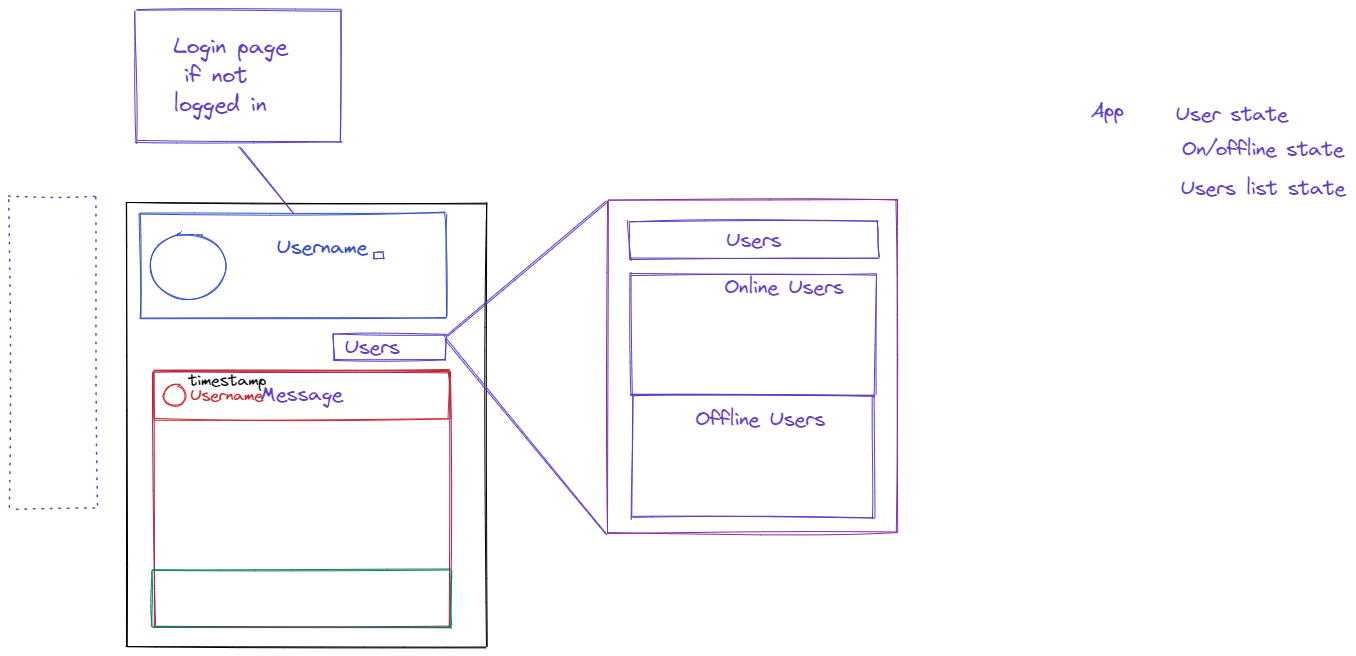 Login page
if not
logged in
App
User state
On/offline state
Users list state
Username
Users
timestamp
Username
Message
Users
Online Users
Offline Users